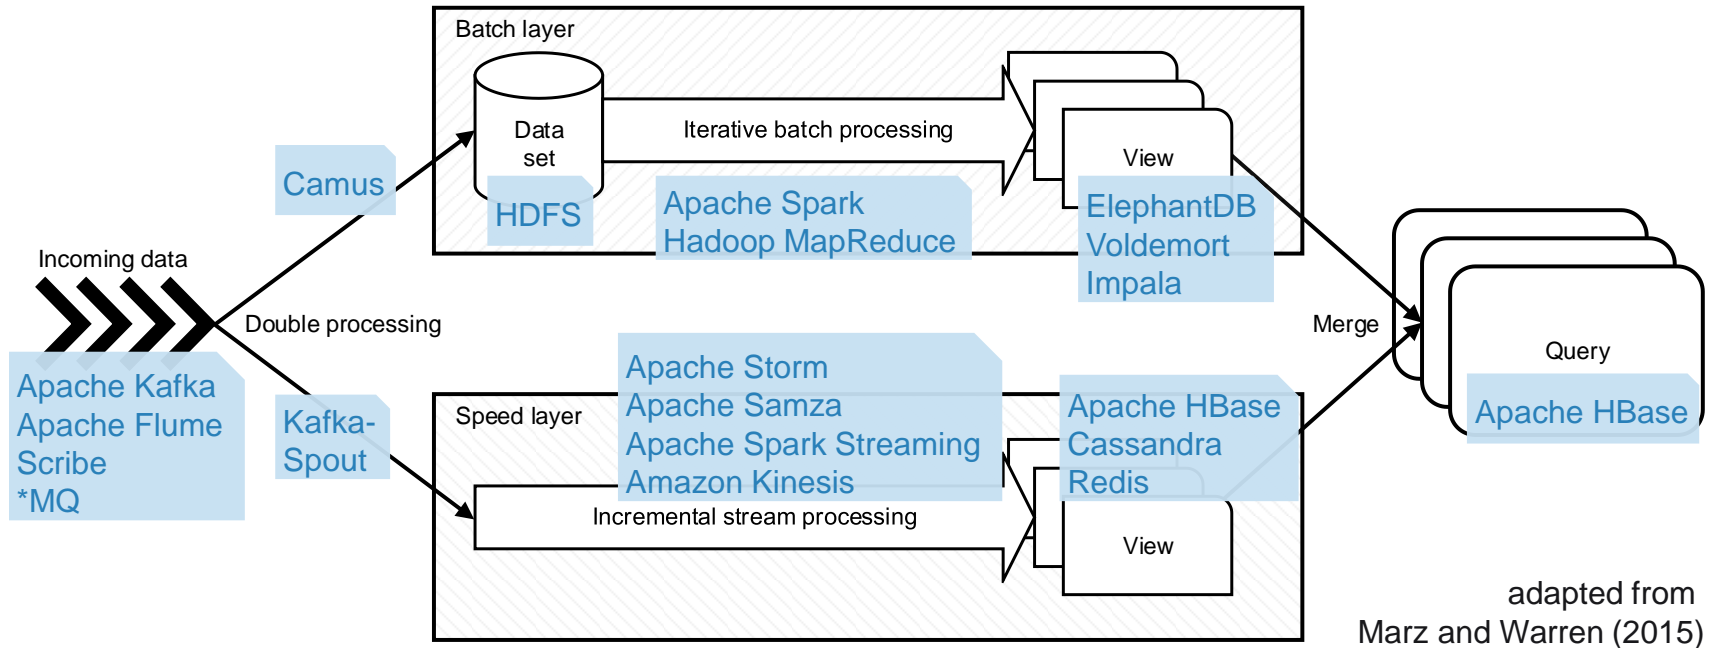 Batch layer
Data
set
HDFS
Iterative batch processing
Apache Spark
Hadoop MapReduce
View
ElephantDB
Voldemort
Impala
Camus
Incoming data
Double processing
Apache Kafka
Apache Flume
Scribe
*MQ
Kafka-
Spout
Speed layer
Apache Storm
Apache Samza
Apache Spark Streaming
Amazon Kinesis
Incremental stream processing
Apache HBase
Cassandra
Redis
View
Merge
Query
Apache HBase
adapted from
Marz and Warren (2015)